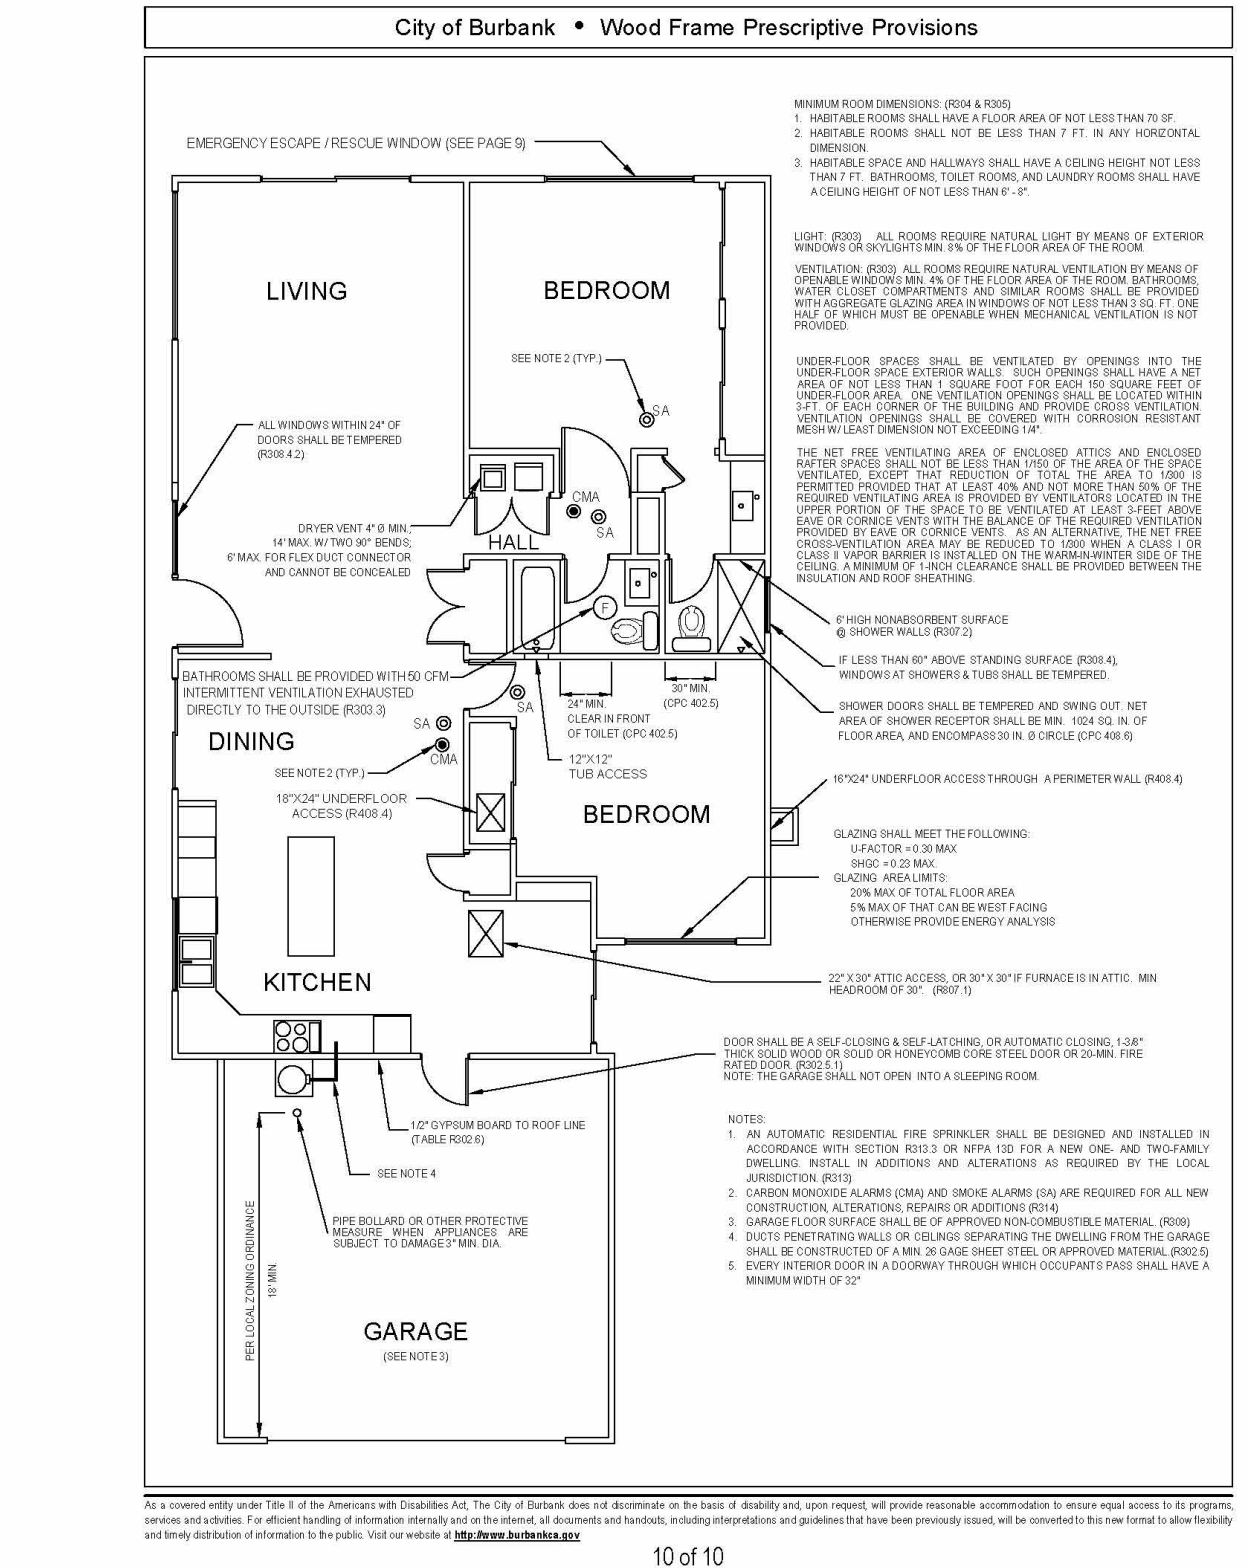 City of Burbank • Wood Frame Prescriptive Provisions
MINIMUM ROOM DIMENSIONS: (R304 & R305)
1. HABITABLE ROOMS SHALL HAVE A FLOOR AREA OF NOT LESS THAN 70 SF.
2. HABITABLE ROOMS SHALL NOT BE LESS THAN 7 FT. IN ANY HORIZONTAL
DIMENSION.
3. HABITABLE SPACE AND HALLWAYS SHALL HAVE A CEILING HEIGHT NOT LESS
THAN 7 FT. BATHROOMS, TOILET ROOMS, AND LAUNDRY ROOMS SHALL HAVE
A CEILING HEIGHT OF NOT LESS THAN 6' - 8".
EMERGENCY ESCAPE / RESCUE WINDOW (SEE PAGE 9)
LIGHT: (R303) ALL ROOMS REQUIRE NATURAL LIGHT BY MEANS OF EXTERIOR
WINDOWS OR SKYLIGHTS MIN. 8% OF THE FLOOR AREA OF THE ROOM.
VENTILATION: (R303) ALL ROOMS REQUIRE NATURAL VENTILATION BY MEANS OF
OPENABLE WINDOWS MIN. 4% OF THE FLOOR AREA OF THE ROOM. BATHROOMS,
WATER CLOSET COMPARTMENTS AND SIMILAR ROOMS SHALL BE PROVIDED
WITH AGGREGATE GLAZING AREA IN WINDOWS OF NOT LESS THAN 3 SQ. FT. ONE
HALF OF WHICH MUST BE OPENABLE WHEN MECHANICAL VENTILATION IS NOT
PROVIDED.
UNDER-FLOOR SPACES SHALL BE VENTILATED BY OPENINGS INTO THE
UNDER-FLOOR SPACE EXTERIOR WALLS. SUCH OPENINGS SHALL HAVE A NET
AREA OF NOT LESS THAN 1 SQUARE FOOT FOR EACH 150 SQUARE FEET OF
UNDER-FLOOR AREA. ONE VENTILATION OPENINGS SHALL BE LOCATED WITHIN
3-FT. OF EACH CORNER OF THE BUILDING AND PROVIDE CROSS VENTILATION.
VENTILATION OPENINGS SHALL BE COVERED WITH CORROSION RESISTANT
MESH W/ LEAST DIMENSION NOT EXCEEDING 1/4".
THE NET FREE VENTILATING AREA OF ENCLOSED ATTICS AND ENCLOSED
RAFTER SPACES SHALL NOT BE LESS THAN 1/150 OF THE AREA OF THE SPACE
VENTILATED, EXCEPT THAT REDUCTION OF TOTAL THE AREA TO 1/300 IS
PERMITTED PROVIDED THAT AT LEAST 40% AND NOT MORE THAN 50% OF THE
REQUIRED VENTILATING AREA IS PROVIDED BY VENTILATORS LOCATED IN THE
UPPER PORTION OF THE SPACE TO BE VENTILATED AT LEAST 3-FEET ABOVE
EAVE OR CORNICE VENTS WITH THE BALANCE OF THE REQUIRED VENTILATION
PROVIDED BY EAVE OR CORNICE VENTS. AS AN ALTERNATIVE, THE NET FREE
CROSS-VENTILATION AREA MAY BE REDUCED TO 1/300 WHEN A CLASS I OR
CLASS II VAPOR BARRIER IS INSTALLED ON THE WARM-IN-WINTER SIDE OF THE
CEILING. A MINIMUM OF 1-INCH CLEARANCE SHALL BE PROVIDED BETWEEN THE
INSULATION AND ROOF SHEATHING.
LIVING
BEDROOM
SEE NOTE 2 (TYP.)
SA
ALL WINDOWS WITHIN 24" OF
DOORS SHALL BE TEMPERED
(R308.4.2)
CMA
SA
DRYER VENT 4" Ø MIN.,
14' MAX. W/ TWO 90° BENDS;
6' MAX. FOR FLEX DUCT CONNECTOR
AND CANNOT BE CONCEALED
HALL
F
6' HIGH NONABSORBENT SURFACE
@ SHOWER WALLS (R307.2)
IF LESS THAN 60" ABOVE STANDING SURFACE (R308.4),
WINDOWS AT SHOWERS & TUBS SHALL BE TEMPERED.
BATHROOMS SHALL BE PROVIDED WITH 50 CFM
INTERMITTENT VENTILATION EXHAUSTED
DIRECTLY TO THE OUTSIDE (R303.3)
SA
24" MIN.
CLEAR IN FRONT
OF TOILET (CPC 402.5)
30" MIN.
(CPC 402.5)
SHOWER DOORS SHALL BE TEMPERED AND SWING OUT. NET
AREA OF SHOWER RECEPTOR SHALL BE MIN. 1024 SQ. IN. OF
FLOOR AREA, AND ENCOMPASS 30 IN. Ø CIRCLE (CPC 408.6)
SA
CMA
DINING
12"X12"
TUB ACCESS
SEE NOTE 2 (TYP.)
16"X24" UNDERFLOOR ACCESS THROUGH A PERIMETER WALL (R408.4)
18"X24" UNDERFLOOR
ACCESS (R408.4)
BEDROOM
GLAZING SHALL MEET THE FOLLOWING:
U-FACTOR = 0.30 MAX
SHGC = 0.23 MAX.
GLAZING AREA LIMITS:
20% MAX OF TOTAL FLOOR AREA
5% MAX OF THAT CAN BE WEST FACING
OTHERWISE PROVIDE ENERGY ANALYSIS
KITCHEN
22" X 30" ATTIC ACCESS, OR 30" X 30" IF FURNACE IS IN ATTIC. MIN
HEADROOM OF 30". (R807.1)
DOOR SHALL BE A SELF-CLOSING & SELF-LATCHING, OR AUTOMATIC CLOSING, 1-3/8"
THICK SOLID WOOD OR SOLID OR HONEYCOMB CORE STEEL DOOR OR 20-MIN. FIRE
RATED DOOR. (R302.5.1)
NOTE: THE GARAGE SHALL NOT OPEN INTO A SLEEPING ROOM.
1/2" GYPSUM BOARD TO ROOF LINE
(TABLE R302.6)
SEE NOTE 4
PIPE BOLLARD OR OTHER PROTECTIVE
MEASURE WHEN APPLIANCES ARE
SUBJECT TO DAMAGE 3" MIN. DIA.
PER LOCAL ZONING ORDINANCE
18' MIN.
GARAGE
(SEE NOTE 3)
NOTES:
1. AN AUTOMATIC RESIDENTIAL FIRE SPRINKLER SHALL BE DESIGNED AND INSTALLED IN
ACCORDANCE WITH SECTION R313.3 OR NFPA 13D FOR A NEW ONE- AND TWO-FAMILY
DWELLING. INSTALL IN ADDITIONS AND ALTERATIONS AS REQUIRED BY THE LOCAL
JURISDICTION. (R313)
2. CARBON MONOXIDE ALARMS (CMA) AND SMOKE ALARMS (SA) ARE REQUIRED FOR ALL NEW
CONSTRUCTION, ALTERATIONS, REPAIRS OR ADDITIONS (R314)
3. GARAGE FLOOR SURFACE SHALL BE OF APPROVED NON-COMBUSTIBLE MATERIAL. (R309)
4. DUCTS PENETRATING WALLS OR CEILINGS SEPARATING THE DWELLING FROM THE GARAGE
SHALL BE CONSTRUCTED OF A MIN. 26 GAGE SHEET STEEL OR APPROVED MATERIAL.(R302.5)
5. EVERY INTERIOR DOOR IN A DOORWAY THROUGH WHICH OCCUPANTS PASS SHALL HAVE A
MINIMUM WIDTH OF 32"
As a covered entity under Title II of the Americans with Disabilities Act, The City of Burbank does not discriminate on the basis of disability and, upon request, will provide reasonable accommodation to ensure equal access to its programs,
services and activities. For efficient handling of information internally and on the internet, all documents and handouts, including interpretations and guidelines that have been previously issued, will be converted to this new format to allow flexibility
and timely distribution of information to the public. Visit our website at http://www.burbankca.gov
10 of 10